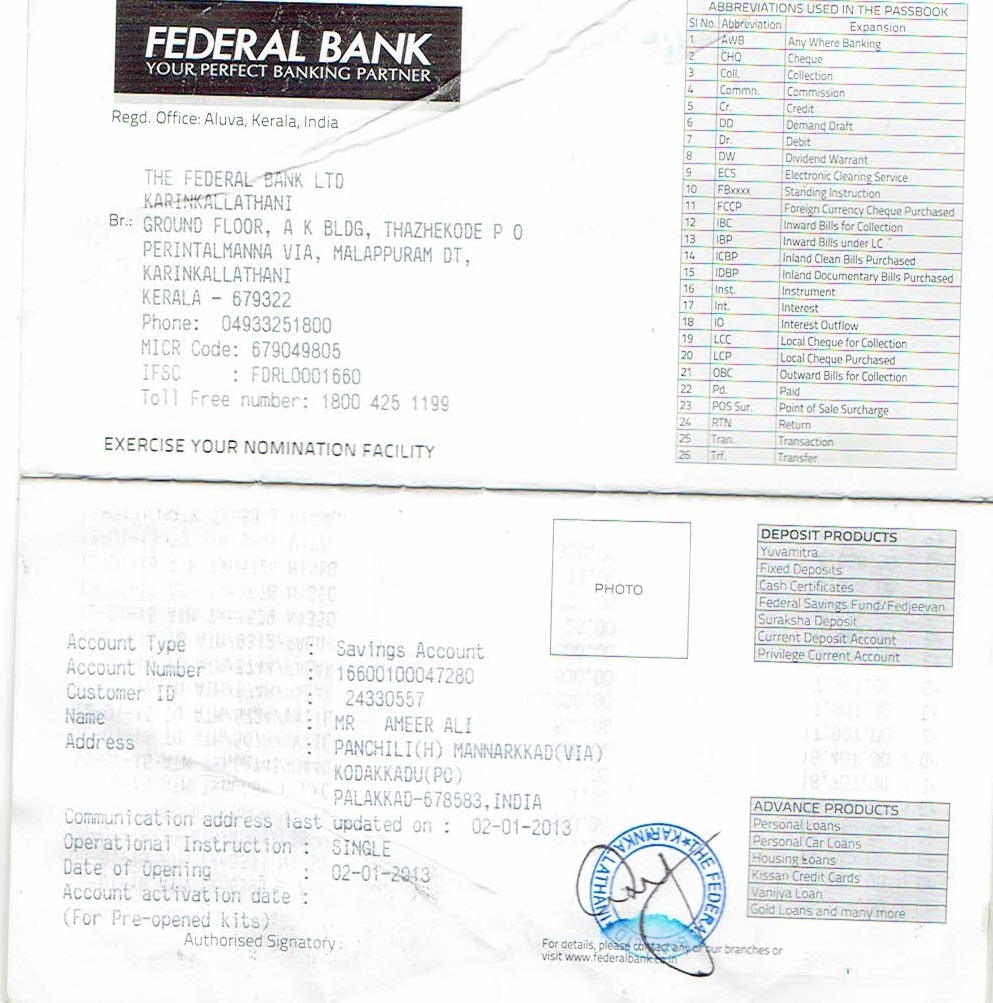 FEDERAL BANK
YOUR PERFECT BANKING PARTNER
Regd. Office: Aluva, Kerala, India
THE FEDERAL BANK LTD
KARINKALLATHANI
Br.: GROUND FLOOR, A K BLDG, THAZHEKODE P O
PERINTALMANNA VIA, MALAPPURAM DT,
KARINKALLATHANI
KERALA - 679322
Phone: 04933251800
MICR Code: 679049805
IFSC : FDRL0001660
Toll Free number: 1800 425 1199
EXERCISE YOUR NOMINATION FACILITY
ABBREVIATIONS USED IN THE PASSBOOK
Sl No. Abbreviation Expansion
1 AWB Any Where Banking
2 CHQ Cheque
3 Coll. Collection
4 Commn. Commission
5 Cr. Credit
6 DD Demand Draft
7 Dr. Debit
8 DW Dividend Warrant
9 ECS Electronic Clearing Service
10 FBxxxx Standing Instruction
11 FCCP Foreign Currency Cheque Purchased
12 IBC Inward Bills for Collection
13 IBP Inward Bills under LC
14 ICBP Inland Clean Bills Purchased
15 IDBP Inland Documentary Bills Purchased
16 Inst. Instrument
17 Int. Interest
18 IO Interest Outflow
19 LCC Local Cheque for Collection
20 LCP Local Cheque Purchased
21 OBC Outward Bills for Collection
22 Pd. Paid
23 POS Sur. Point of Sale Surcharge
24 RTN Return
25 Tran. Transaction
26 Trf. Transfer
PHOTO
DEPOSIT PRODUCTS
Yuvamitra
Fixed Deposits
Cash Certificates
Federal Savings Fund/Fedjeevan
Suraksha Deposit
Current Deposit Account
Privilege Current Account
Account Type : Savings Account
Account Number : 16600100047280
Customer ID : 24330557
Name : MR AMEER ALI
Address : PANCHILI(H) MANNARKKAD(VIA)
KODAKKADU(PO)
PALAKKAD-678583,INDIA
Communication address last updated on : 02-01-2013
Operational Instruction : SINGLE
Date of Opening : 02-01-2013
Account activation date :
(For Pre-opened kits)
Authorised Signatory :
THE FEDERA
KARINKALLATHANI
ADVANCE PRODUCTS
Personal Loans
Personal Car Loans
Housing Loans
Kissan Credit Cards
Vanijya Loan
Gold Loans and many more
For details, please contact any of our branches or
visit www.federalbank.co.in